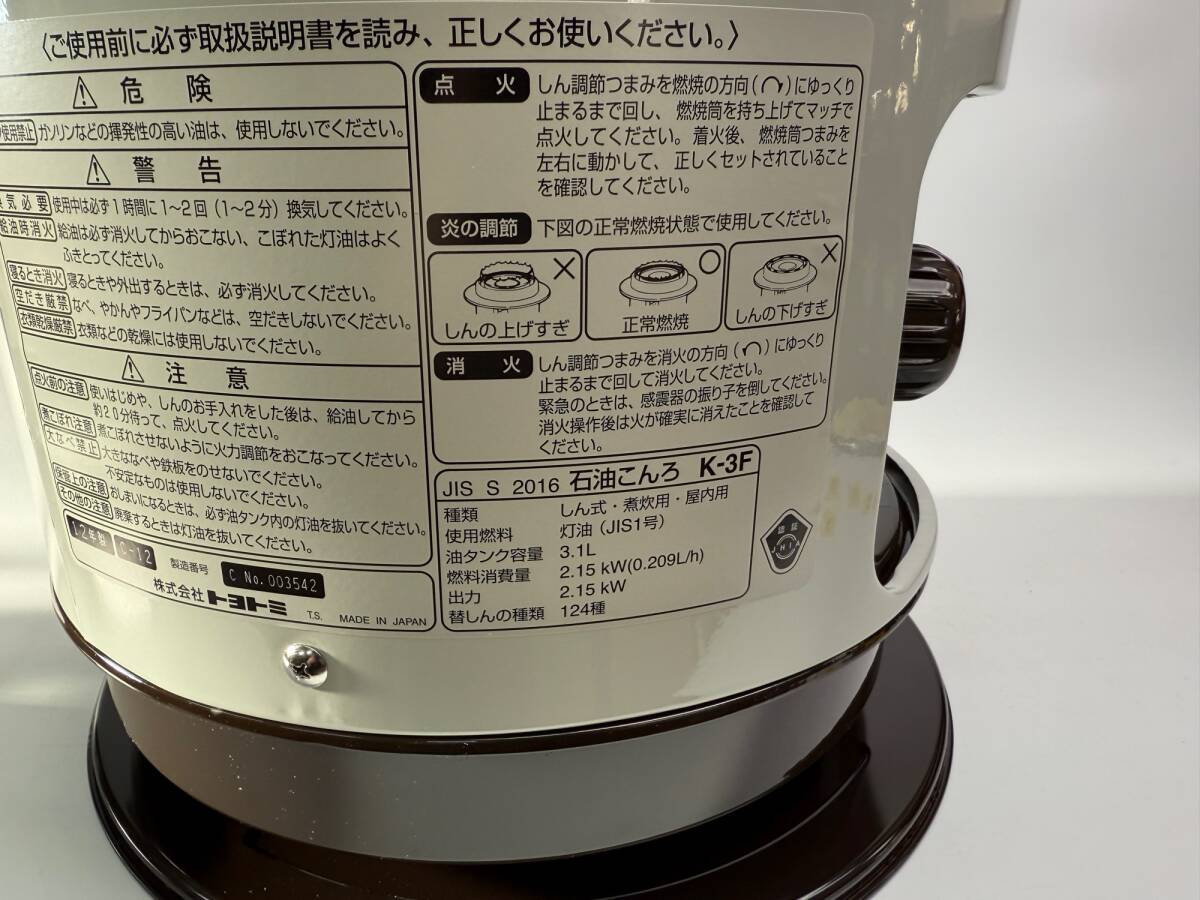 〈ご使用前に必ず取扱説明書を読み、正しくお使いください。〉
危険
使用禁止 ガソリンなどの揮発性の高い油は、使用しないでください。
警告
気必要 使用中は必ず1時間に1～2回(1～2分)換気してください。
給油時消火 給油は必ず消火してからおこない、こぼれた灯油はよく
ふきとってください。
寝るとき消火 寝るときや外出するときは、必ず消火してください。
空だき厳禁 なべ、やかんやフライパンなどは、空だきしないでください。
衣類乾燥厳禁 衣類などの乾燥には使用しないでください。
注意
点火前の注意 使いはじめや、しんのお手入れをした後は、給油してから
約20分待って、点火してください。
煮こぼれ注意 煮こぼれさせないように火力調節をおこなってください。
大なべ禁止 大きななべや鉄板をのせないでください。
不安定なものは使用しないでください。
保管上の注意 おしまいになるときは、必ず油タンク内の灯油を抜いてください。
その他の注意 廃棄するときは灯油を抜いてください。
12年製 C-12 製造番号 C No.003542
株式会社 トヨトミ T.S. MADE IN JAPAN
点火 しん調節つまみを燃焼の方向( )にゆっくり
止まるまで回し、燃焼筒を持ち上げてマッチで
点火してください。着火後、燃焼筒つまみを
左右に動かして、正しくセットされていること
を確認してください。
炎の調節 下図の正常燃焼状態で使用してください。
× ○ ×
しんの上げすぎ 正常燃焼 しんの下げすぎ
消火 しん調節つまみを消火の方向( )にゆっくり
止まるまで回して消火してください。
緊急のときは、感震器の振り子を倒してください。
消火操作後は火が確実に消えたことを確認して
ください。
JIS S 2016 石油こんろ K-3F
種類 しん式・煮炊用・屋内用
使用燃料 灯油(JIS1号)
油タンク容量 3.1L
燃料消費量 2.15 kW(0.209L/h)
出力 2.15 kW
替しんの種類 124種
認証
JHIA